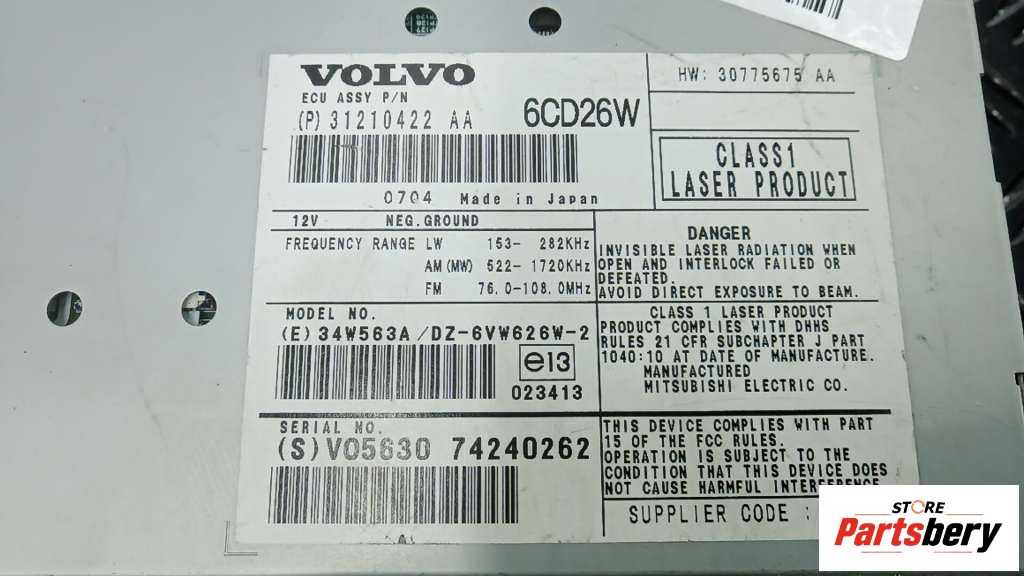 VOLVO
ECU ASSY P/N
(P) 31210422 AA
6CD26W
0704 Made in Japan
HW: 30775675 AA
CLASS1
LASER PRODUCT
12V NEG.GROUND
FREQUENCY RANGE LW 153- 282KHz
AM(MW) 522-1720KHz
FM 76.0-108.0MHz
DANGER
INVISIBLE LASER RADIATION WHEN
OPEN AND INTERLOCK FAILED OR
DEFEATED.
AVOID DIRECT EXPOSURE TO BEAM.
MODEL NO.
(E) 34W563A/DZ-6VW626W-2
e13
023413
CLASS 1 LASER PRODUCT
PRODUCT COMPLIES WITH DHHS
RULES 21 CFR SUBCHAPTER J PART
1040:10 AT DATE OF MANUFACTURE.
MANUFACTURED
MITSUBISHI ELECTRIC CO.
SERIAL NO.
(S) V05630 74240262
THIS DEVICE COMPLIES WITH PART
15 OF THE FCC RULES.
OPERATION IS SUBJECT TO THE
CONDITION THAT THIS DEVICE DOES
NOT CAUSE HARMFUL INTERFERENCE
SUPPLIER CODE :
STORE
Partsbery